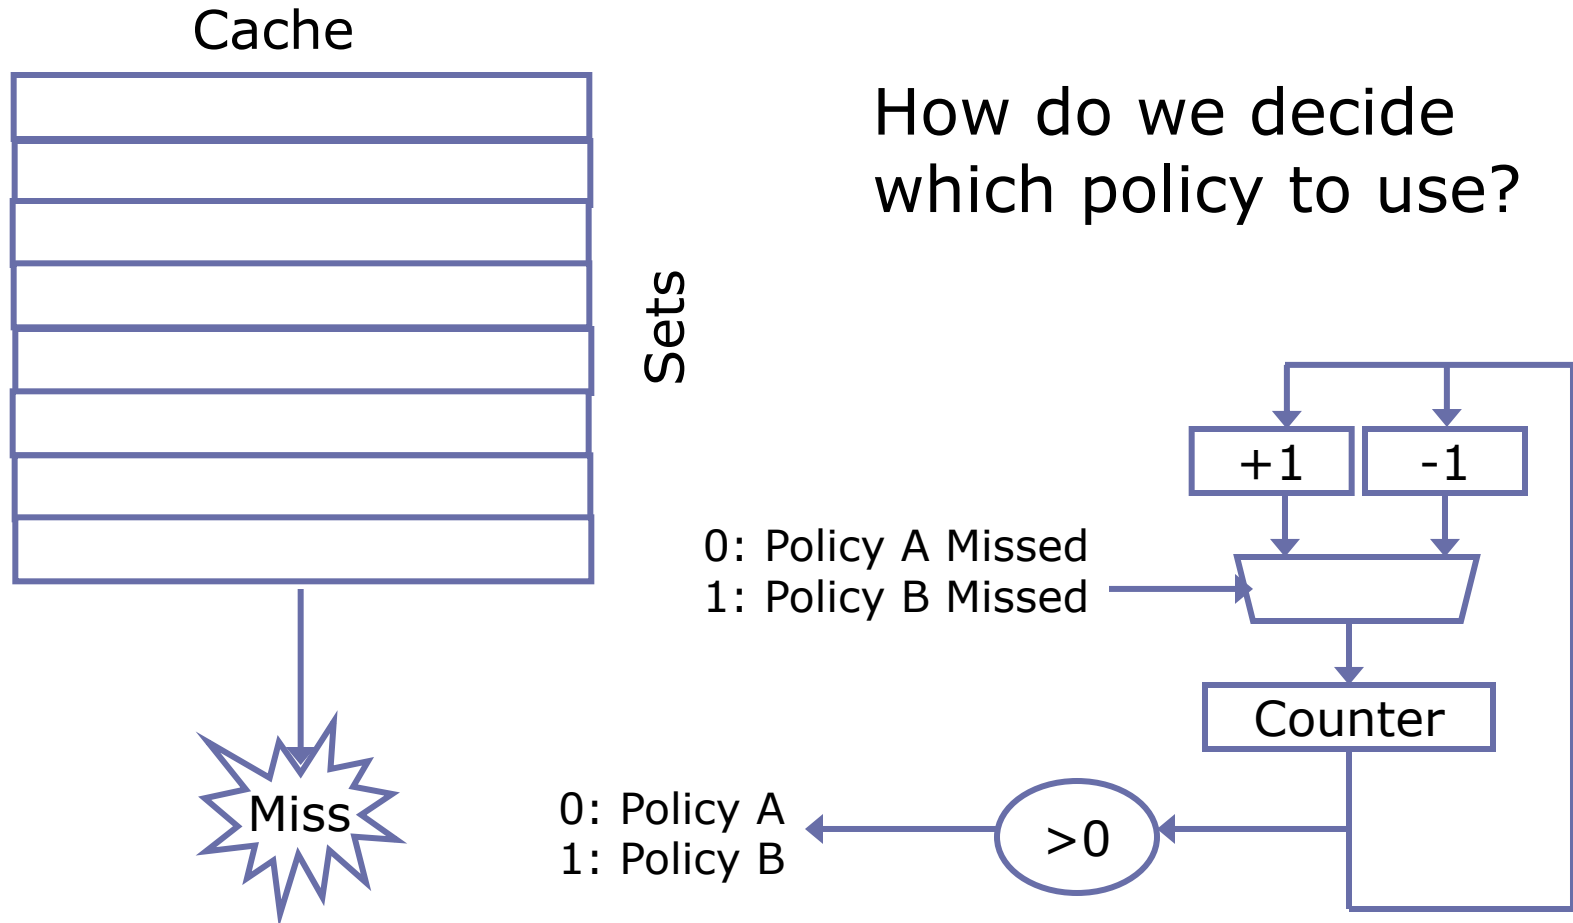 Cache
How do we decide
which policy to use?
Sets
+1
-1
0: Policy A Missed
1: Policy B Missed
Counter
Miss
0: Policy A
1: Policy B
>0